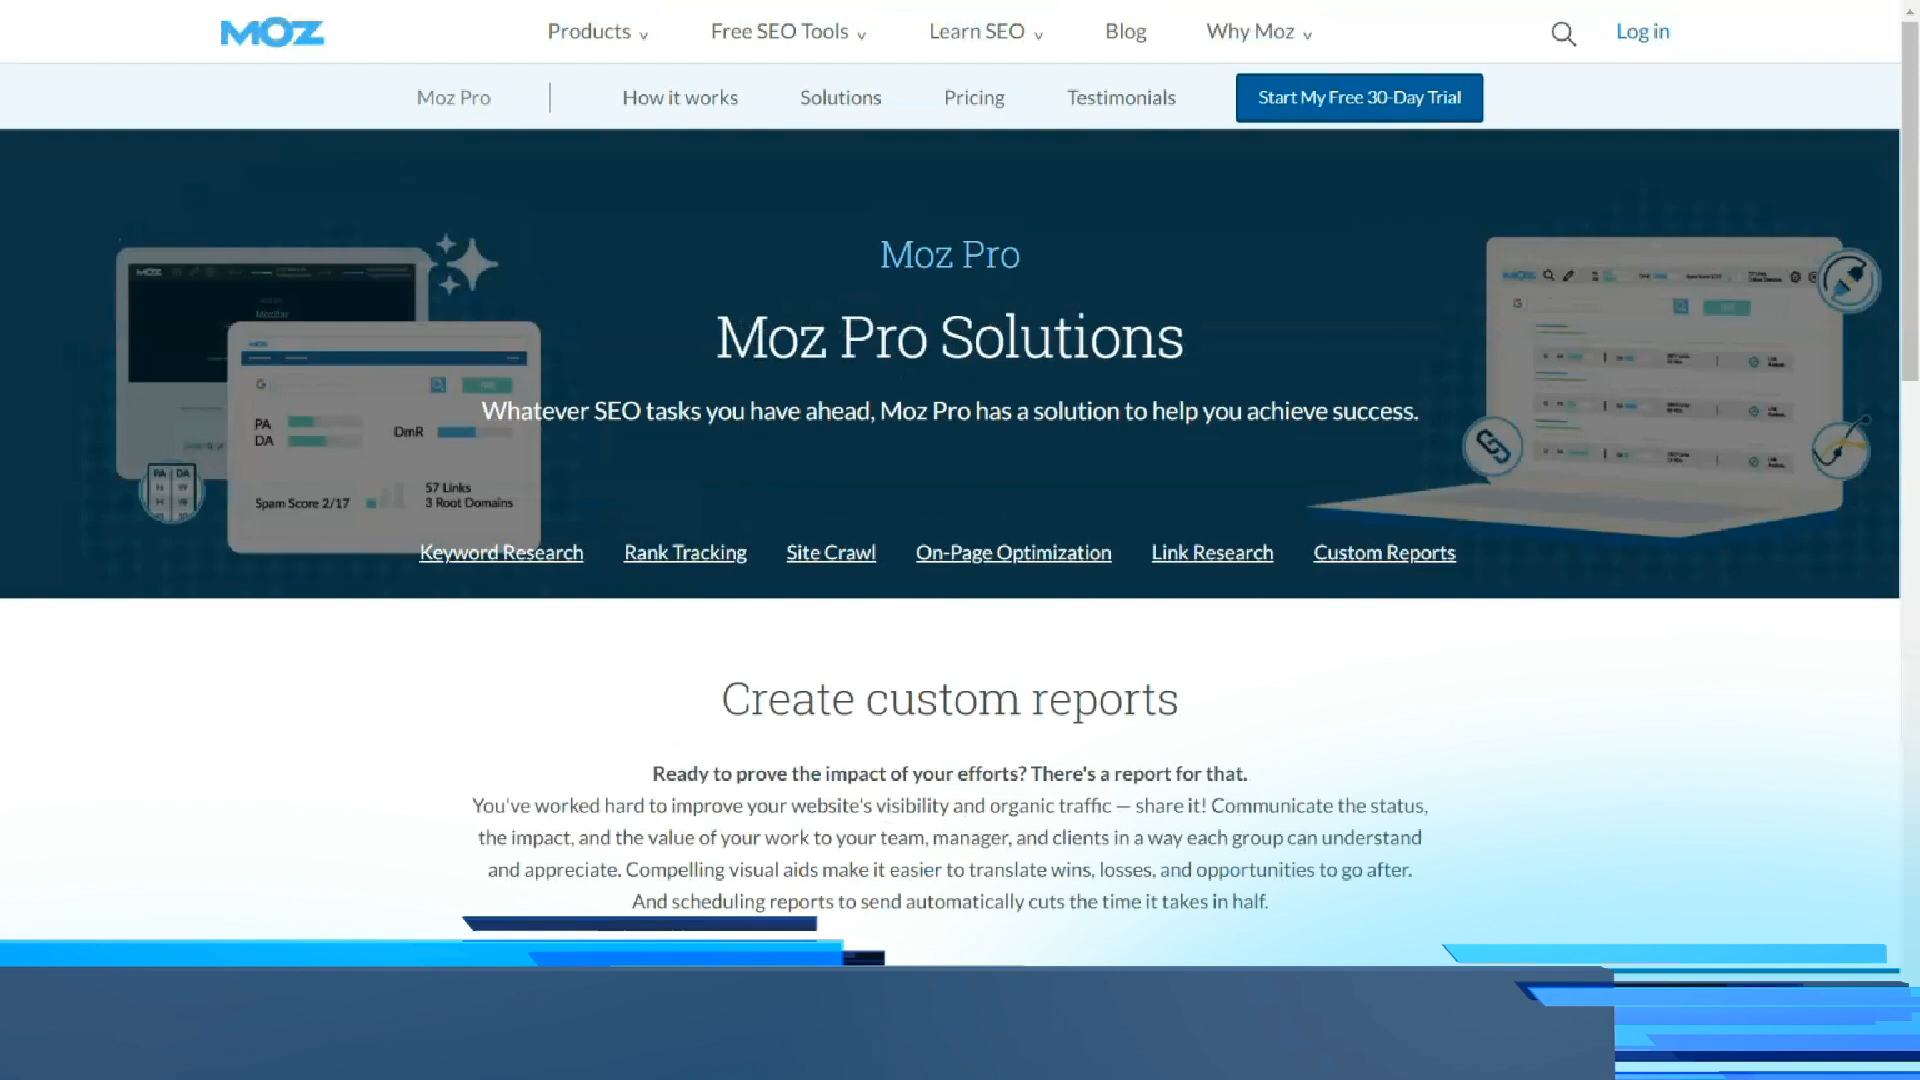 MOZ
Products
Free SEO Tools
Learn SEO
Blog
Why Moz
Log in
Moz Pro
How it works
Solutions
Pricing
Testimonials
Start My Free 30-Day Trial
Moz Pro
Moz Pro Solutions
Whatever SEO tasks you have ahead, Moz Pro has a solution to help you achieve success.
MOZ
MozBar
MOZ
G
PA
DA
DmR
Spam Score 2/17
57 Links
3 Root Domains
PA DA
MOZ
G
Keyword Research
Rank Tracking
Site Crawl
On-Page Optimization
Link Research
Custom Reports
Create custom reports
Ready to prove the impact of your efforts? There's a report for that.
You've worked hard to improve your website's visibility and organic traffic — share it! Communicate the status,
the impact, and the value of your work to your team, manager, and clients in a way each group can understand
and appreciate. Compelling visual aids make it easier to translate wins, losses, and opportunities to go after.
And scheduling reports to send automatically cuts the time it takes in half.